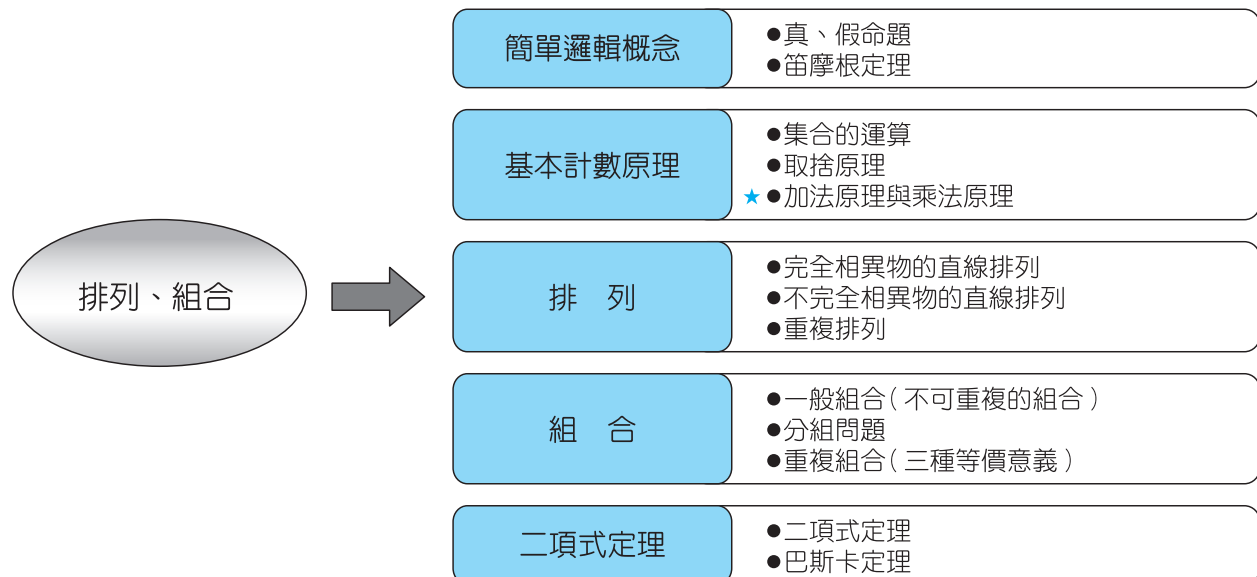 排列、組合
簡單邏輯概念
●真、假命題
●笛摩根定理
基本計數原理
●集合的運算
●取捨原理
★●加法原理與乘法原理
排 列
●完全相異物的直線排列
●不完全相異物的直線排列
●重複排列
組 合
●一般組合(不可重複的組合)
●分組問題
●重複組合(三種等價意義)
二項式定理
●二項式定理
●巴斯卡定理